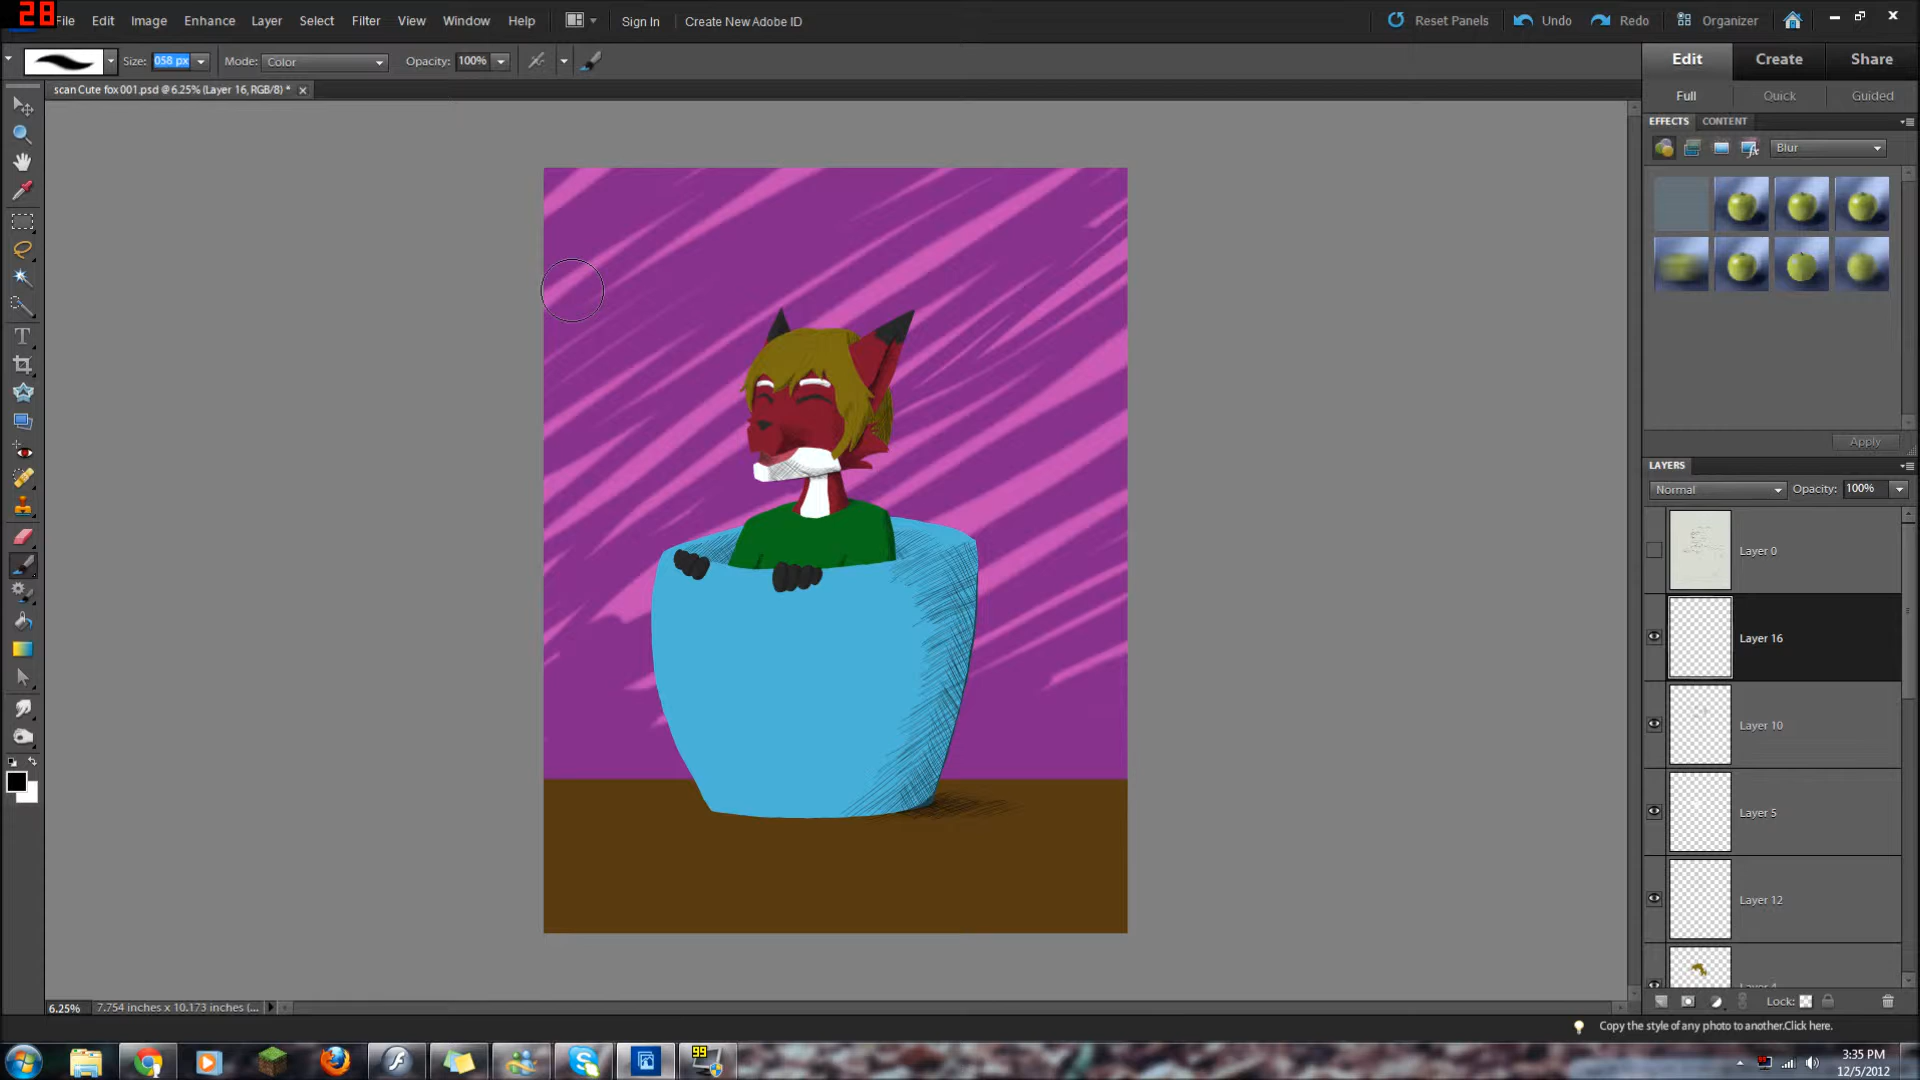 28
File Edit Image Enhance Layer Select Filter View Window Help Sign In Create New Adobe ID Reset Panels Undo Redo Organizer
Size: 058 px Mode: Color Opacity: 100% Edit Create Share
scan Cute fox 001.psd @ 6.25% (Layer 16, RGB/8) *
Full Quick Guided
EFFECTS CONTENT
Blur
Apply
LAYERS
Normal Opacity: 100%
Layer 0
Layer 16
Layer 10
Layer 5
Layer 12
Layer 4
6.25% 7.754 inches x 10.173 inches (... Lock:
Copy the style of any photo to another.Click here.
99
3:35 PM
12/5/2012